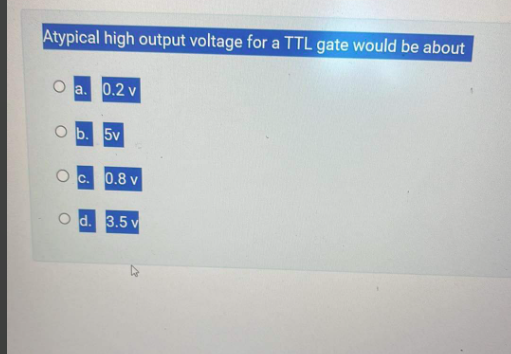 Atypical high output voltage for a TTL gate would be about
a. 0.2 v
b. 5v
c. 0.8 v
d. 3.5 v